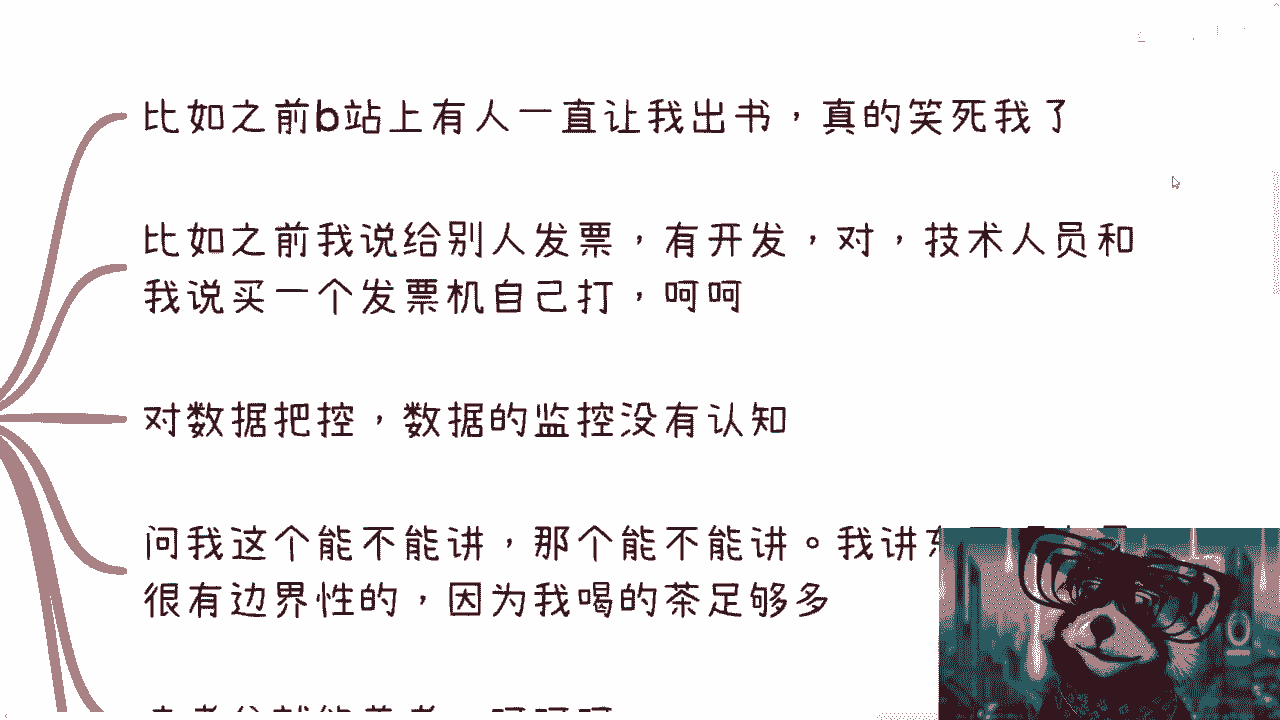 比如之前b站上有人一直让我出书，真的笑死我了
比如之前我说给别人发票，有开发，对，技术人员和
我说买一个发票机自己打，呵呵
对数据把控，数据的监控没有认知
问我这个能不能讲，那个能不能讲。我讲东
很有边界性的，因为我喝的茶足够多